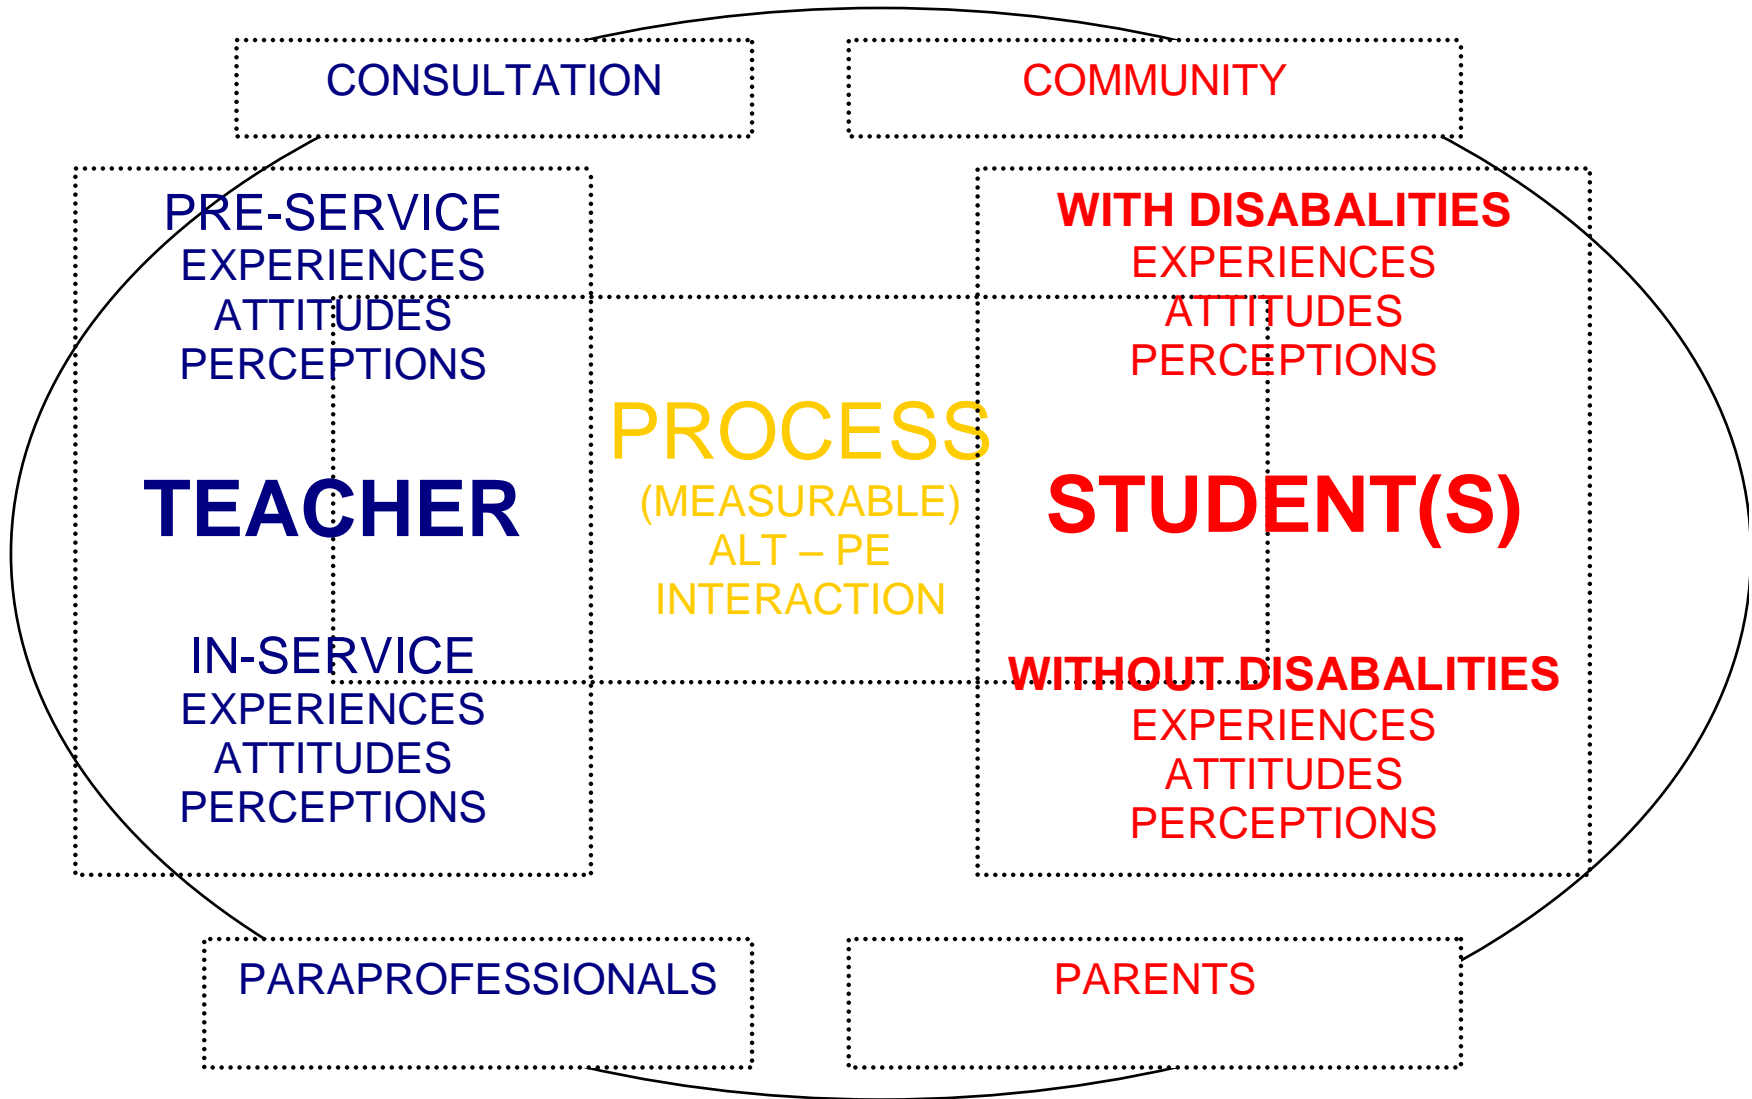 CONSULTATION
COMMUNITY
PRE-SERVICE
EXPERIENCES
ATTITUDES
PERCEPTIONS
TEACHER
IN-SERVICE
EXPERIENCES
ATTITUDES
PERCEPTIONS
PROCESS
(MEASURABLE)
ALT – PE
INTERACTION
WITH DISABALITIES
EXPERIENCES
ATTITUDES
PERCEPTIONS
STUDENT(S)
WITHOUT DISABALITIES
EXPERIENCES
ATTITUDES
PERCEPTIONS
PARAPROFESSIONALS
PARENTS